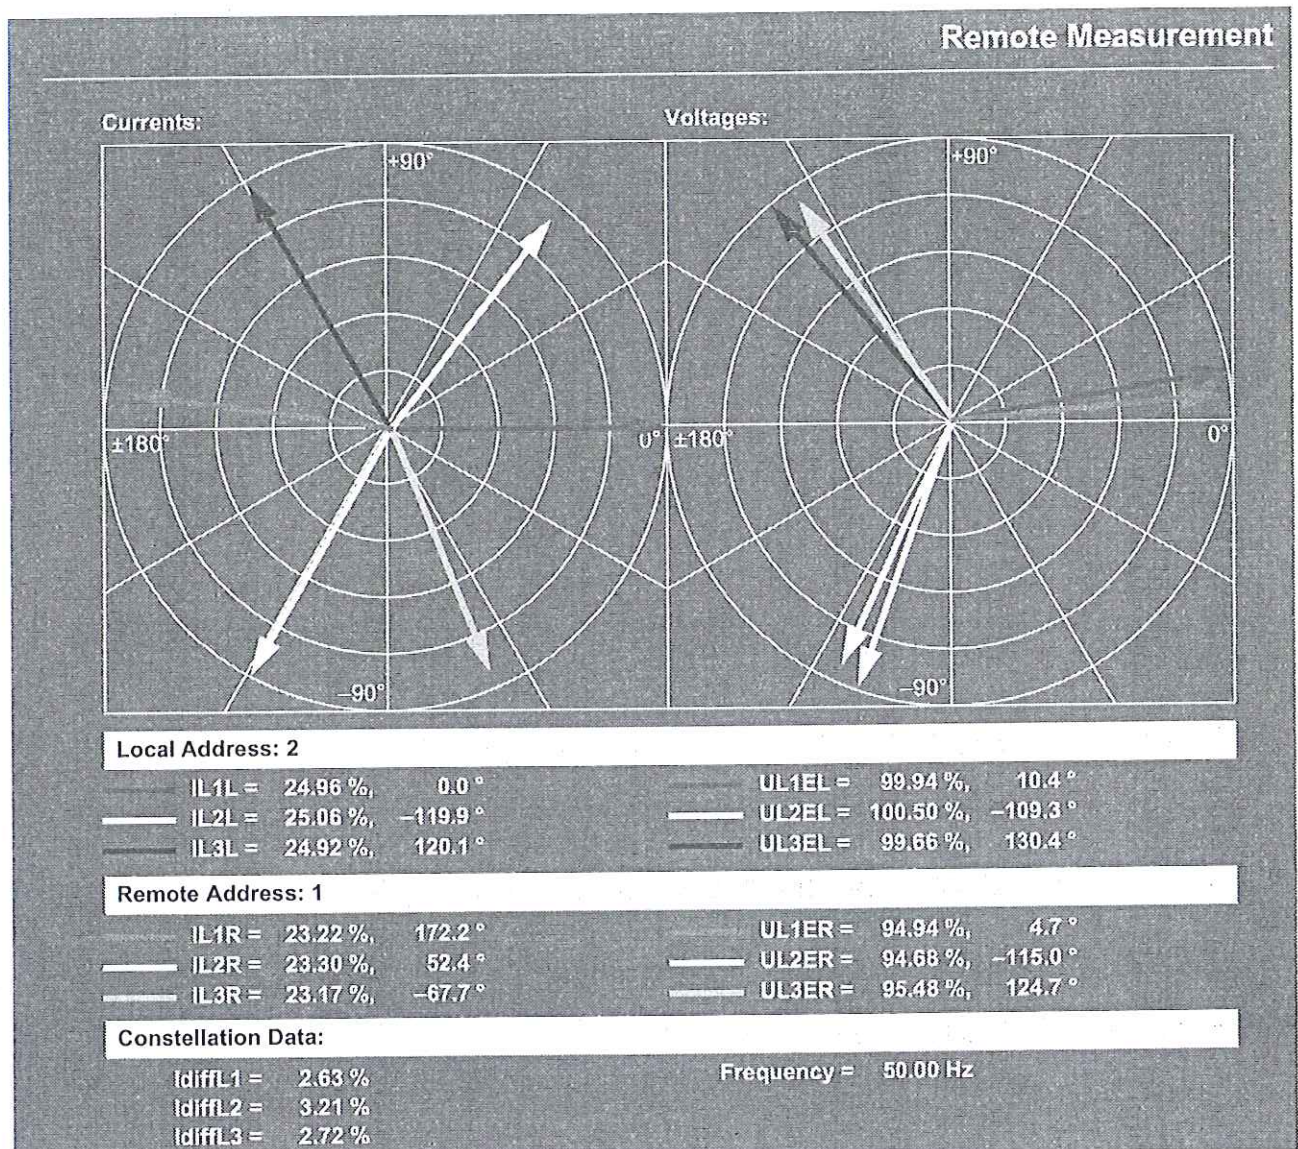 Remote Measurement
Currents:
Voltages:
+90°
+90°
±180°
0°
±180°
0°
–90°
–90°
Local Address: 2
IL1L = 24.96 %, 0.0 ° UL1EL = 99.94 %, 10.4 °
IL2L = 25.06 %, –119.9 ° UL2EL = 100.50 %, –109.3 °
IL3L = 24.92 %, 120.1 ° UL3EL = 99.66 %, 130.4 °
Remote Address: 1
IL1R = 23.22 %, 172.2 ° UL1ER = 94.94 %, 4.7 °
IL2R = 23.30 %, 52.4 ° UL2ER = 94.68 %, –115.0 °
IL3R = 23.17 %, –67.7 ° UL3ER = 95.48 %, 124.7 °
Constellation Data:
IdiffL1 = 2.63 % Frequency = 50.00 Hz
IdiffL2 = 3.21 %
IdiffL3 = 2.72 %